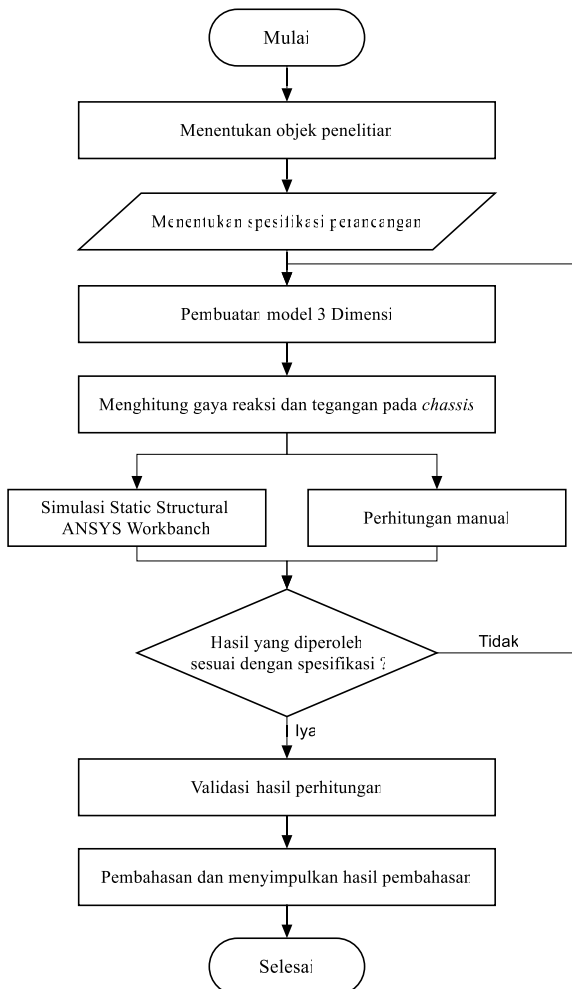 Mulai
Menentukan objek penelitian
Menentukan spesifikasi perancangan
Pembuatan model 3 Dimensi
Menghitung gaya reaksi dan tegangan pada chassis
Simulasi Static Structural
ANSYS Workbanch
Perhitungan manual
Hasil yang diperoleh
sesuai dengan spesifikasi ?
Tidak
Iya
Validasi hasil perhitungan
Pembahasan dan menyimpulkan hasil pembahasan
Selesai